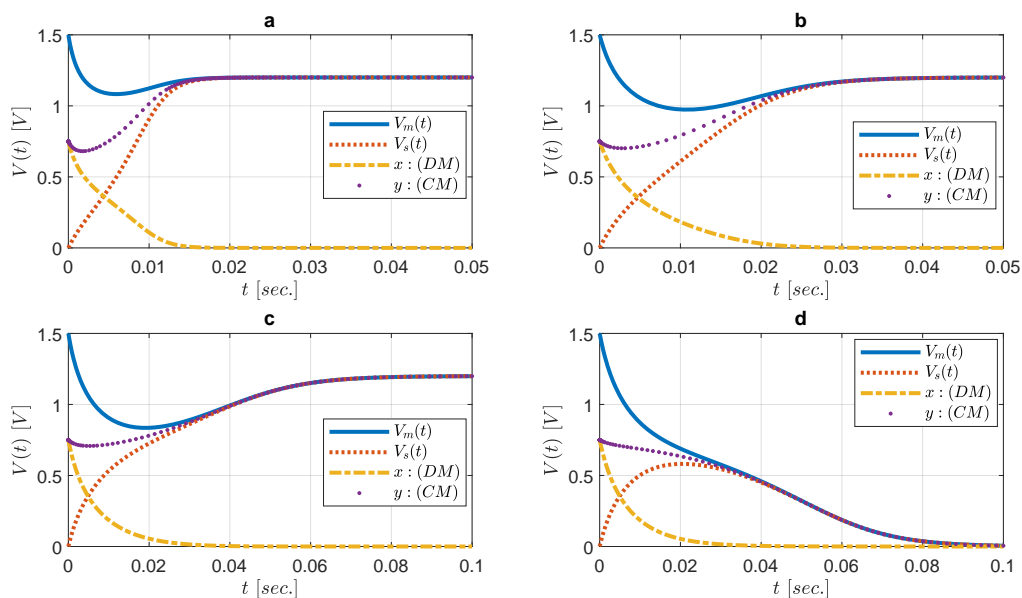 a
1.5
1
0.5
0
V(t) [V]
0 0.01 0.02 0.03 0.04 0.05
t [sec.]
V_m(t)
V_s(t)
x : (DM)
y : (CM)
b
1.5
1
0.5
0
V(t) [V]
0 0.01 0.02 0.03 0.04 0.05
t [sec.]
V_m(t)
V_s(t)
x : (DM)
y : (CM)
c
1.5
1
0.5
0
V(t) [V]
0 0.02 0.04 0.06 0.08 0.1
t [sec.]
V_m(t)
V_s(t)
x : (DM)
y : (CM)
d
1.5
1
0.5
0
V(t) [V]
0 0.02 0.04 0.06 0.08 0.1
t [sec.]
V_m(t)
V_s(t)
x : (DM)
y : (CM)